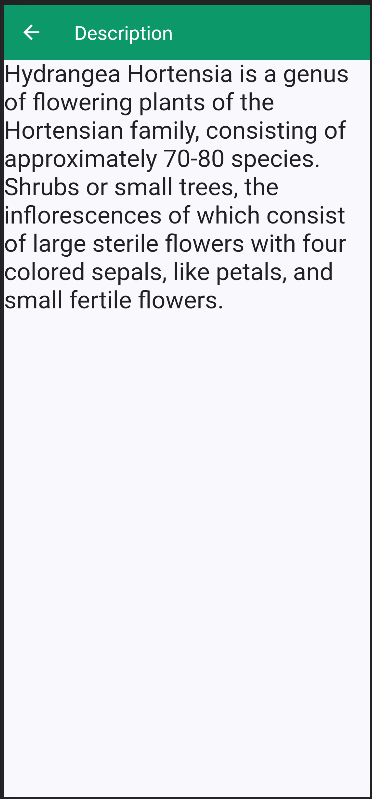 Description
Hydrangea Hortensia is a genus
of flowering plants of the
Hortensian family, consisting of
approximately 70-80 species.
Shrubs or small trees, the
inflorescences of which consist
of large sterile flowers with four
colored sepals, like petals, and
small fertile flowers.